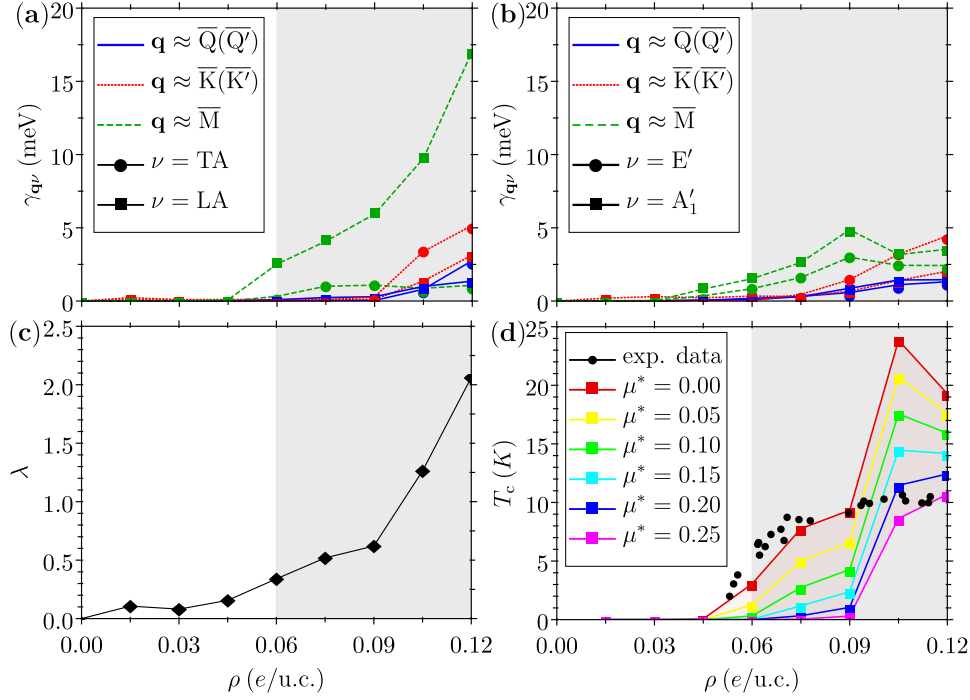 (a)
20
15
10
5
0
γqν (meV)
q ≈ Q̅(Q̅′)
q ≈ K̅(K̅′)
q ≈ M̅
ν = TA
ν = LA
(b)
20
15
10
5
0
γqν (meV)
q ≈ Q̅(Q̅′)
q ≈ K̅(K̅′)
q ≈ M̅
ν = E′
ν = A′₁
(c)
2.5
2.0
1.5
1.0
0.5
0.0
λ
0.00 0.03 0.06 0.09 0.12
ρ (e/u.c.)
(d)
25
20
15
10
5
0
Tc (K)
exp. data
μ* = 0.00
μ* = 0.05
μ* = 0.10
μ* = 0.15
μ* = 0.20
μ* = 0.25
0.00 0.03 0.06 0.09 0.12
ρ (e/u.c.)